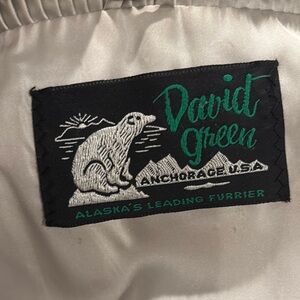 David
green
ANCHORAGE U.S.A
ALASKA'S LEADING FURRIER